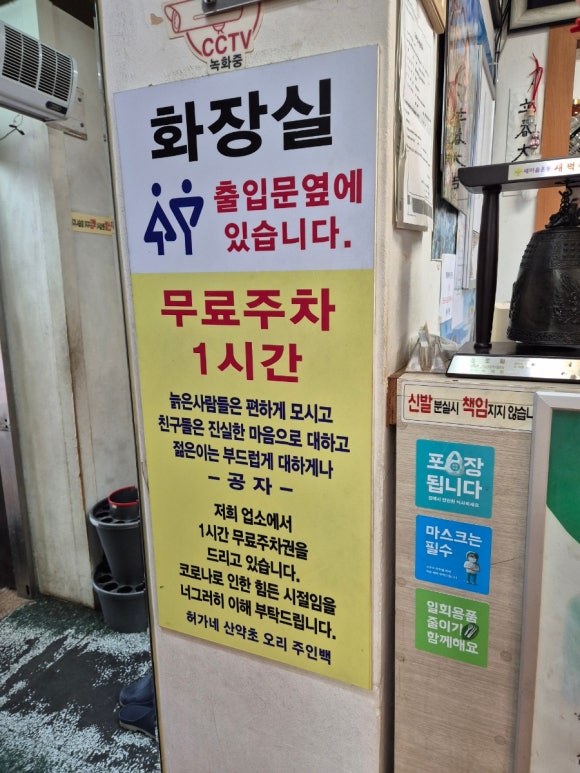 CCTV
녹화중
화장실
출입문옆에
있습니다.
무료주차
1시간
늙은사람들은 편하게 모시고
친구들은 진실한 마음으로 대하고
젊은이는 부드럽게 대하게나
- 공 자 -
저희 업소에서
1시간 무료주차권을
드리고 있습니다.
코로나로 인한 힘든 시절임을
너그러히 이해 부탁드립니다.
허가네 산약초 오리 주인백
새마을운동
신발 분실시 책임지지 않습니
포장
됩니다
마스크는
필수
일회용품
줄이기
함께해요